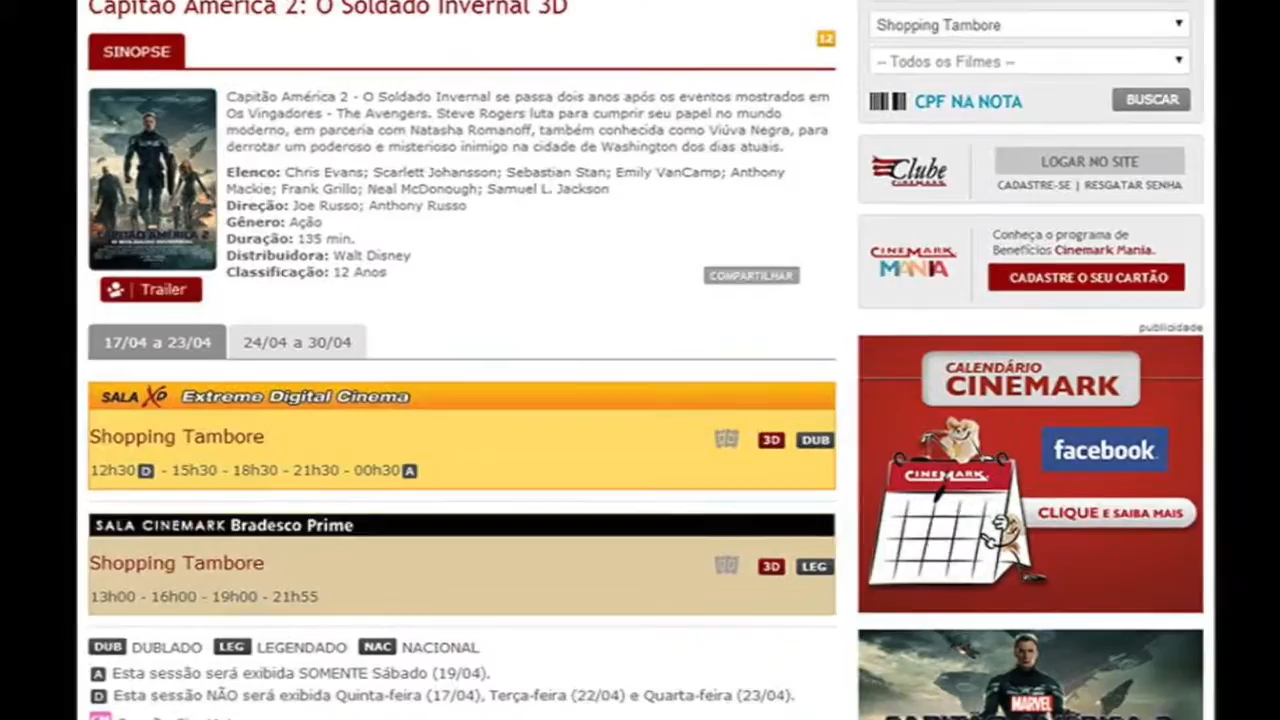 Capitão América 2: O Soldado Invernal 3D
SINOPSE
12
Capitão América 2 - O Soldado Invernal se passa dois anos após os eventos mostrados em
Os Vingadores - The Avengers. Steve Rogers luta para cumprir seu papel no mundo
moderno, em parceria com Natasha Romanoff, também conhecida como Viúva Negra, para
derrotar um poderoso e misterioso inimigo na cidade de Washington dos dias atuais.
Elenco: Chris Evans; Scarlett Johansson; Sebastian Stan; Emily VanCamp; Anthony
Mackie; Frank Grillo; Neal McDonough; Samuel L. Jackson
Direção: Joe Russo; Anthony Russo
Gênero: Ação
Duração: 135 min.
Distribuidora: Walt Disney
Classificação: 12 Anos
CAPITÃO AMÉRICA 2
O SOLDADO INVERNAL
COMPARTILHAR
Trailer
17/04 a 23/04
24/04 a 30/04
SALA XD Extreme Digital Cinema
Shopping Tambore
3D DUB
12h30 D - 15h30 - 18h30 - 21h30 - 00h30 A
SALA CINEMARK Bradesco Prime
Shopping Tambore
3D LEG
13h00 - 16h00 - 19h00 - 21h55
DUB DUBLADO LEG LEGENDADO NAC NACIONAL
A Esta sessão será exibida SOMENTE Sábado (19/04).
D Esta sessão NÃO será exibida Quinta-feira (17/04), Terça-feira (22/04) e Quarta-feira (23/04).
Shopping Tambore
-- Todos os Filmes --
CPF NA NOTA
BUSCAR
Clube
CINEMARK
LOGAR NO SITE
CADASTRE-SE | RESGATAR SENHA
CINEMARK
MANIA
Conheça o programa de
Benefícios Cinemark Mania.
CADASTRE O SEU CARTÃO
publicidade
CALENDÁRIO
CINEMARK
facebook
CINEMARK
CLIQUE E SAIBA MAIS
MARVEL
CAPITÃO AMÉRICA 2